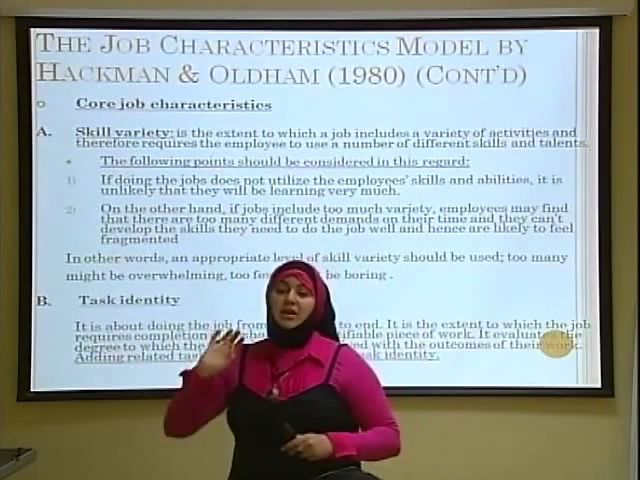 THE JOB CHARACTERISTICS MODEL BY
HACKMAN & OLDHAM (1980) (CONT'D)
Core job characteristics
A. Skill variety: is the extent to which a job includes a variety of activities and
therefore requires the employee to use a number of different skills and talents.
The following points should be considered in this regard:
1) If doing the jobs does not utilize the employees' skills and abilities, it is
unlikely that they will be learning very much.
2) On the other hand, if jobs include too much variety, employees may find
that there are too many different demands on their time and they can't
develop the skills they need to do the job well and hence are likely to feel
fragmented
In other words, an appropriate level of skill variety should be used; too many
might be overwhelming, too be boring .
B. Task identity
It is about doing the job from to end. It is the extent to which the job
requires completion of work. It evaluates the
degree to which the with the outcomes of their work.
Adding related task identity.